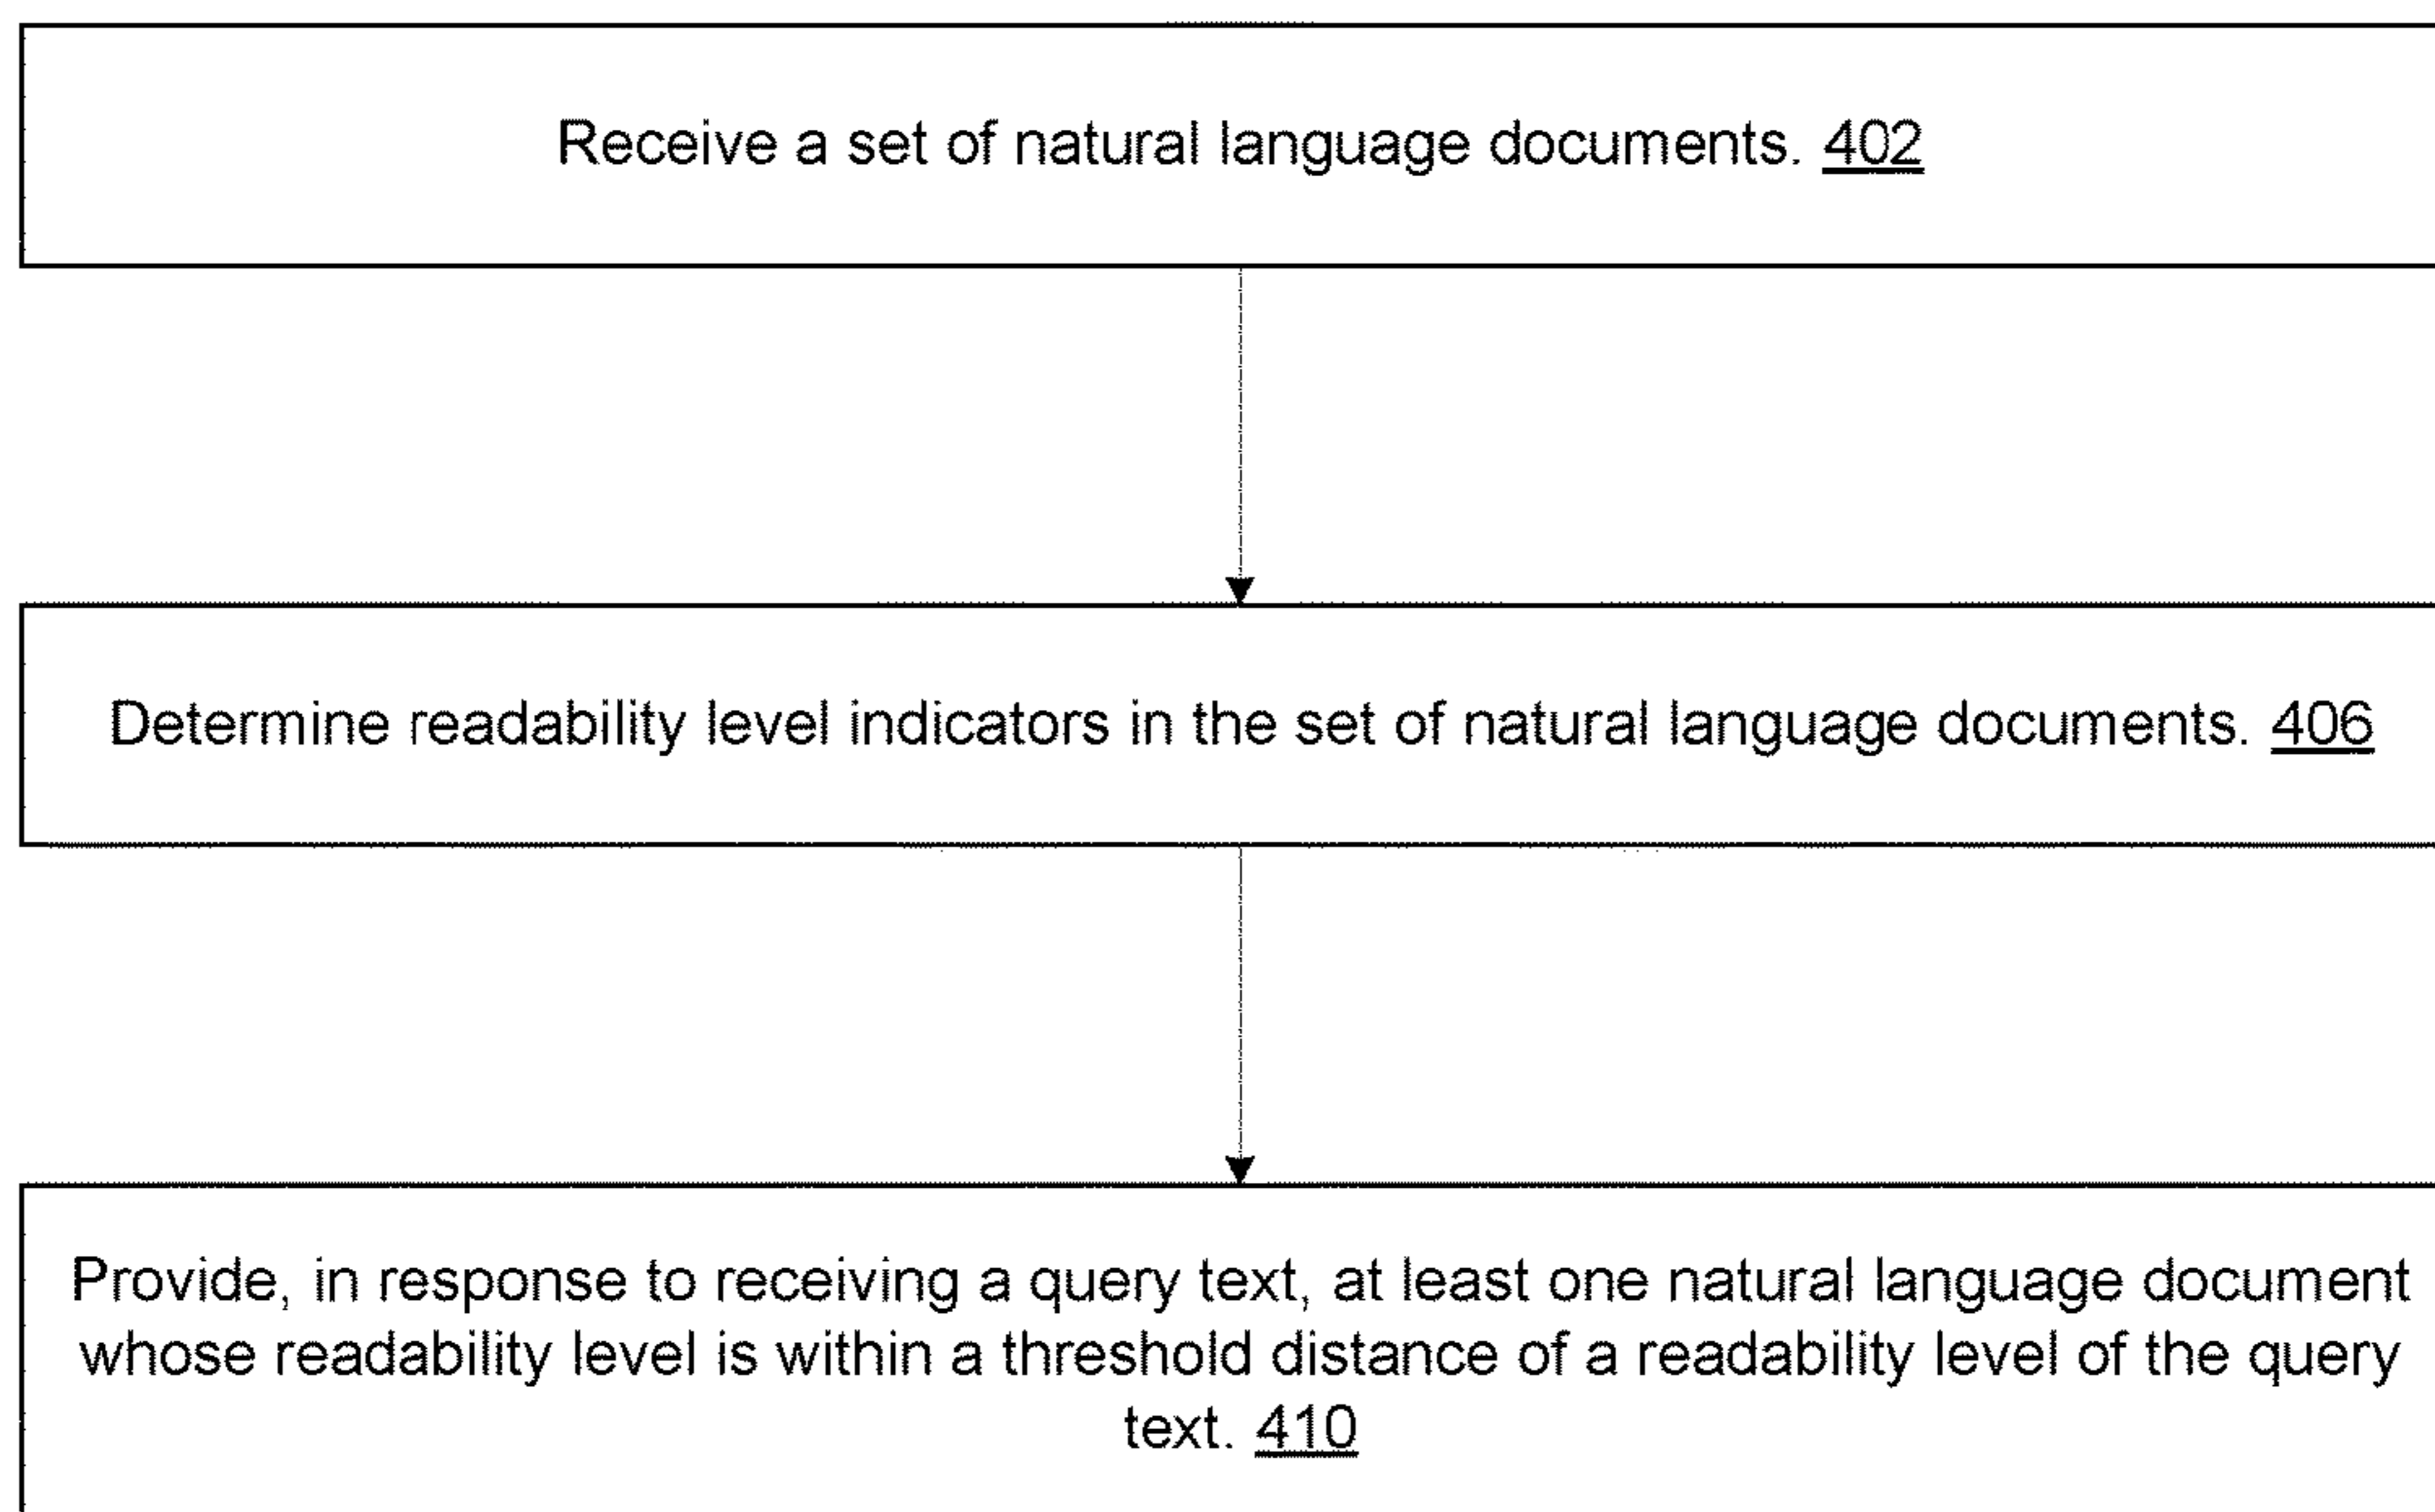 Receive a set of natural language documents. 402
Determine readability level indicators in the set of natural language documents. 406
Provide, in response to receiving a query text, at least one natural language document
whose readability level is within a threshold distance of a readability level of the query
text. 410